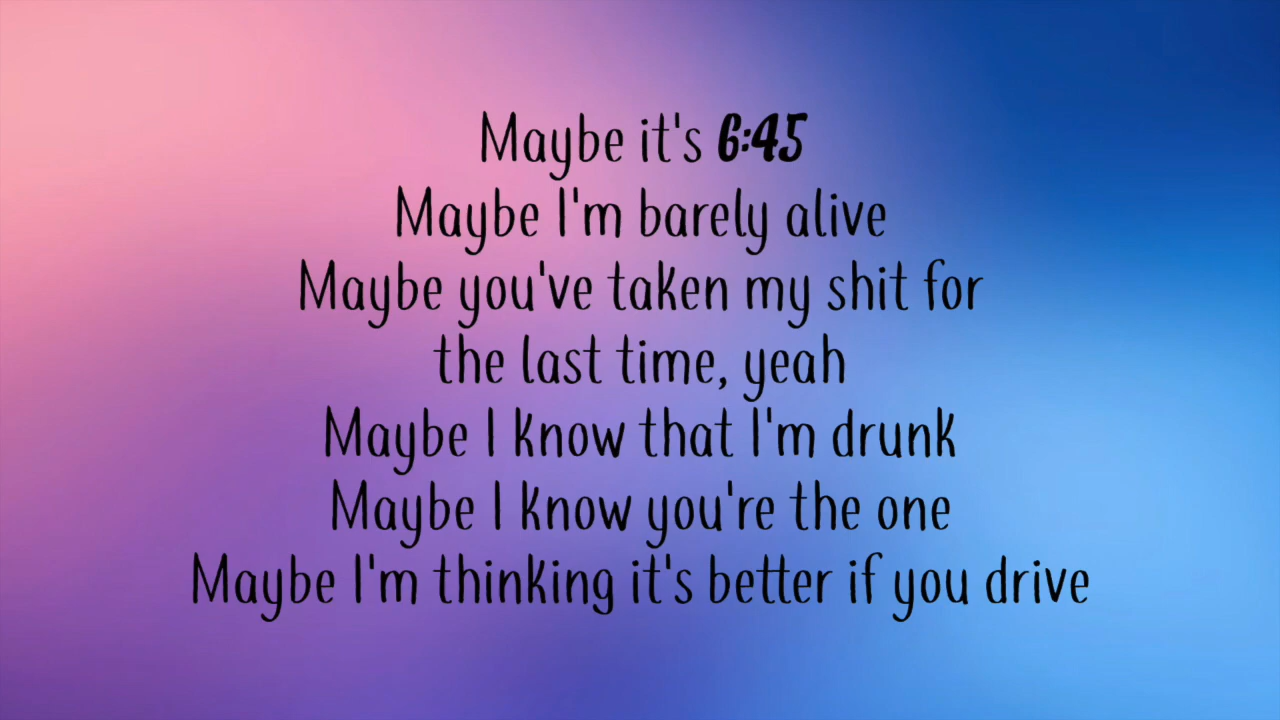 Maybe it's 6:45
Maybe I'm barely alive
Maybe you've taken my shit for
the last time, yeah
Maybe I know that I'm drunk
Maybe I know you're the one
Maybe I'm thinking it's better if you drive